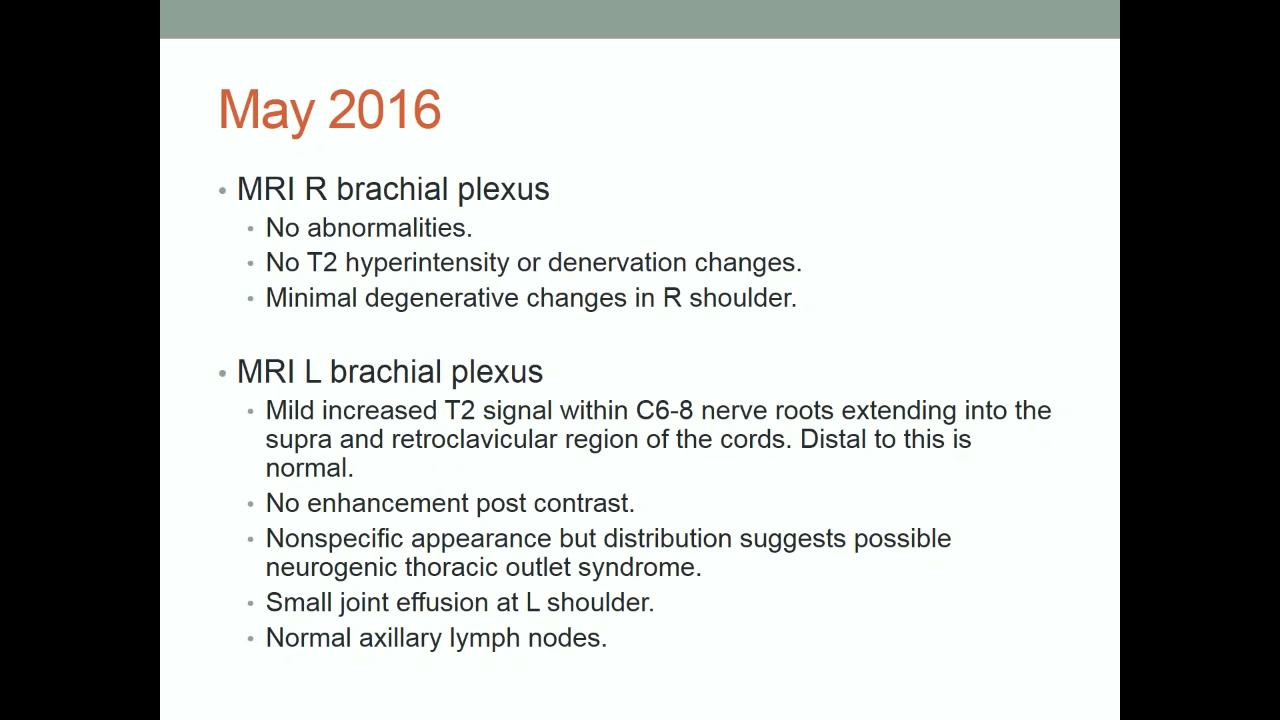 May 2016
• MRI R brachial plexus
• No abnormalities.
• No T2 hyperintensity or denervation changes.
• Minimal degenerative changes in R shoulder.
• MRI L brachial plexus
• Mild increased T2 signal within C6-8 nerve roots extending into the
supra and retroclavicular region of the cords. Distal to this is
normal.
• No enhancement post contrast.
• Nonspecific appearance but distribution suggests possible
neurogenic thoracic outlet syndrome.
• Small joint effusion at L shoulder.
• Normal axillary lymph nodes.